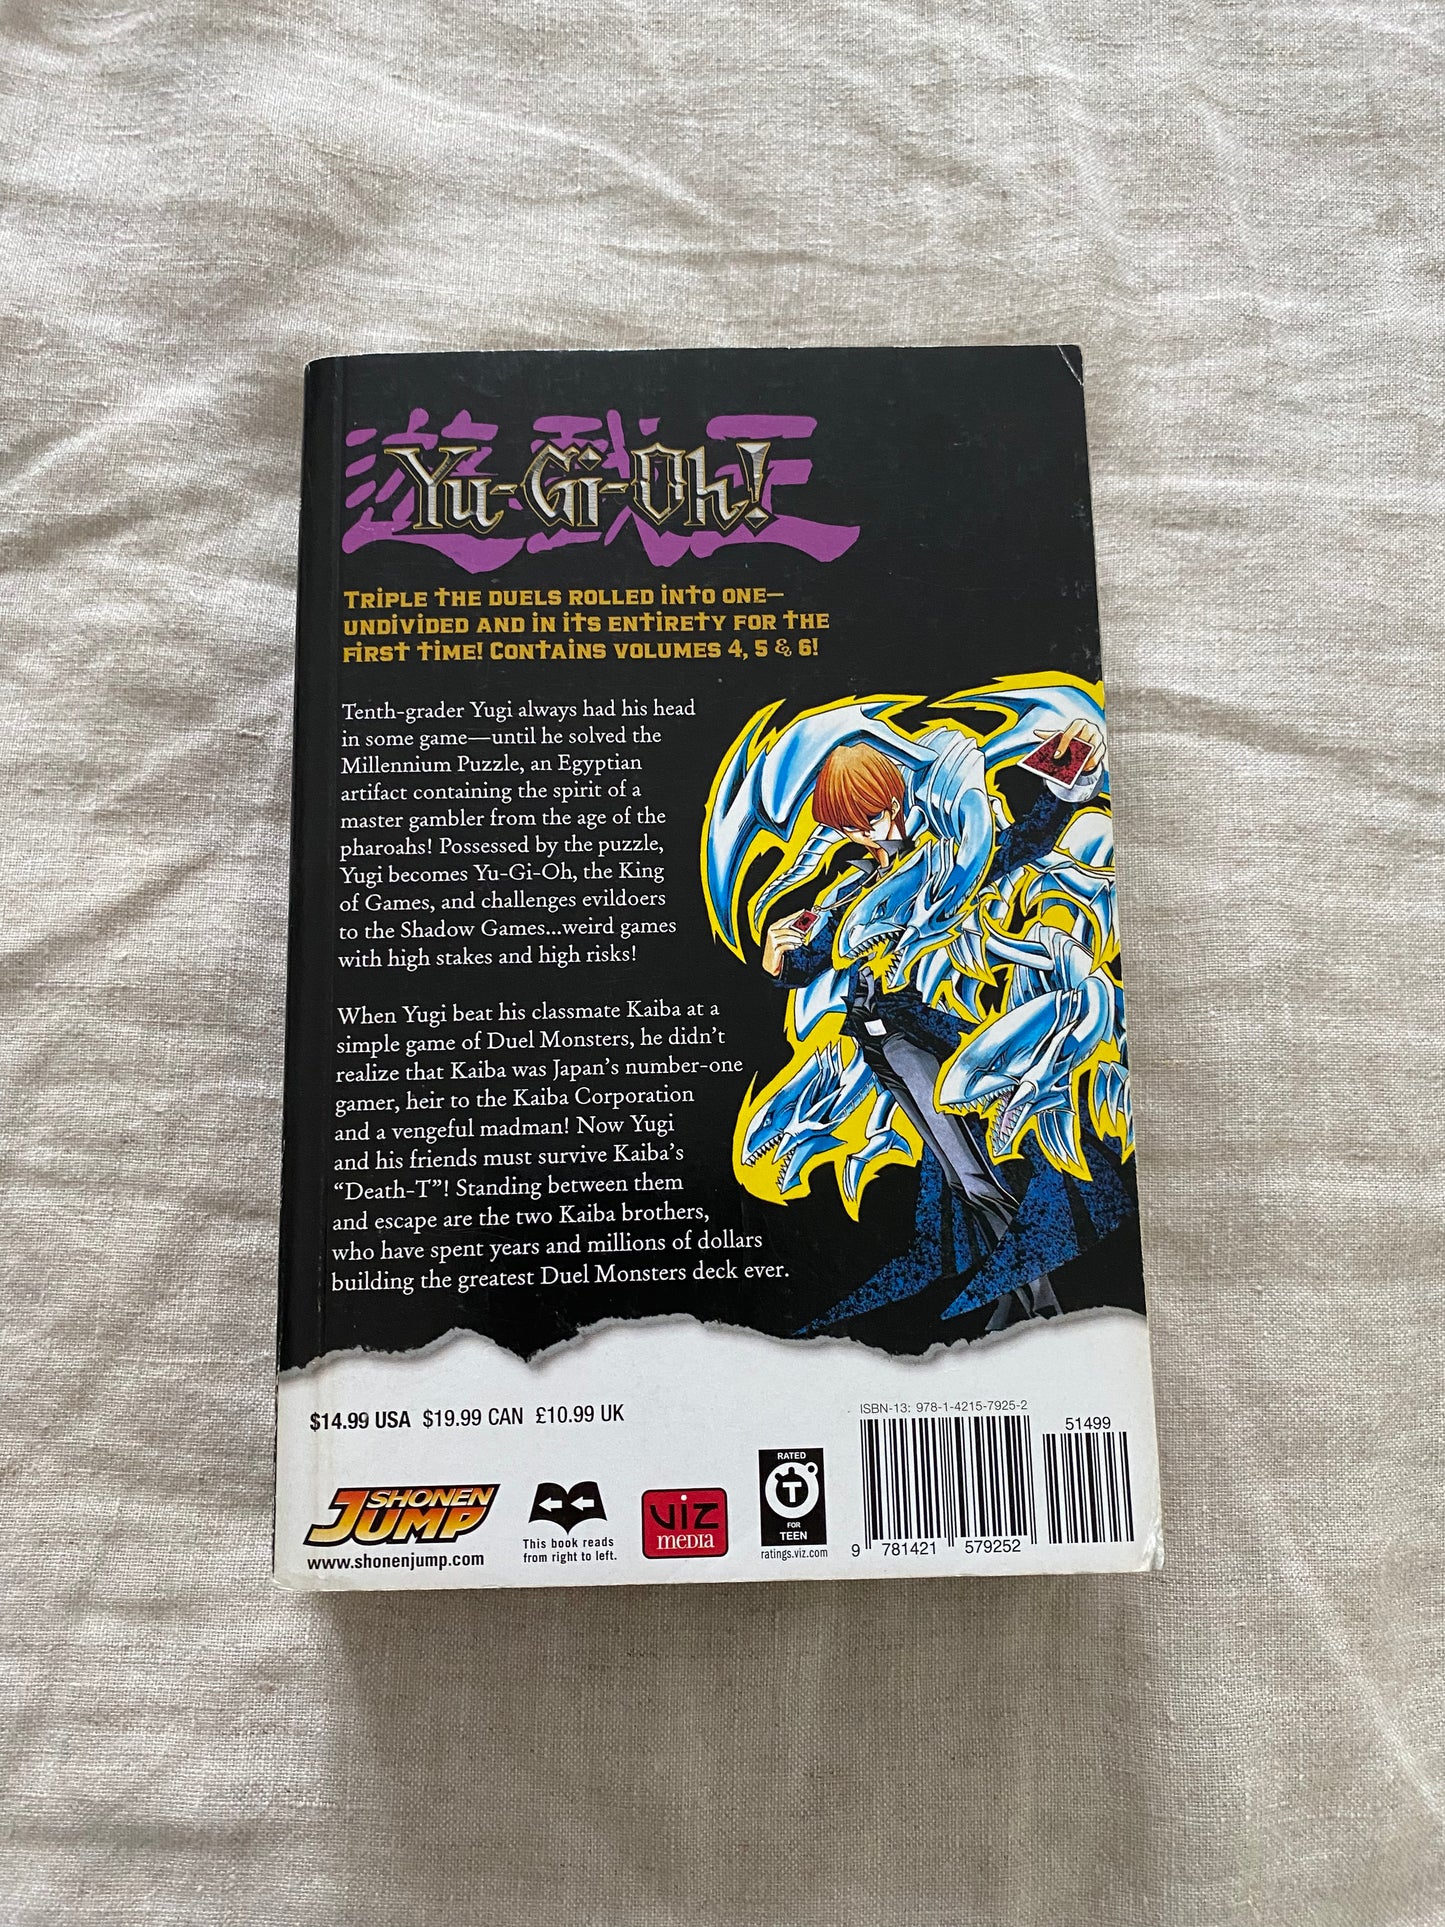 遊戯王
Yu-Gi-Oh!
TRIPLE THE DUELS ROLLED INTO ONE—
UNDIVIDED AND IN ITS ENTIRETY FOR THE
FIRST TIME! CONTAINS VOLUMES 4, 5 & 6!
Tenth-grader Yugi always had his head
in some game—until he solved the
Millennium Puzzle, an Egyptian
artifact containing the spirit of a
master gambler from the age of the
pharoahs! Possessed by the puzzle,
Yugi becomes Yu-Gi-Oh, the King
of Games, and challenges evildoers
to the Shadow Games...weird games
with high stakes and high risks!
When Yugi beat his classmate Kaiba at a
simple game of Duel Monsters, he didn't
realize that Kaiba was Japan's number-one
gamer, heir to the Kaiba Corporation
and a vengeful madman! Now Yugi
and his friends must survive Kaiba's
“Death-T”! Standing between them
and escape are the two Kaiba brothers,
who have spent years and millions of dollars
building the greatest Duel Monsters deck ever.
$14.99 USA $19.99 CAN £10.99 UK
SHONEN
JUMP
www.shonenjump.com
This book reads
from right to left.
VIZ
MEDIA
RATED
T
FOR
TEEN
ratings.viz.com
ISBN-13: 978-1-4215-7925-2
51499
9 781421 579252